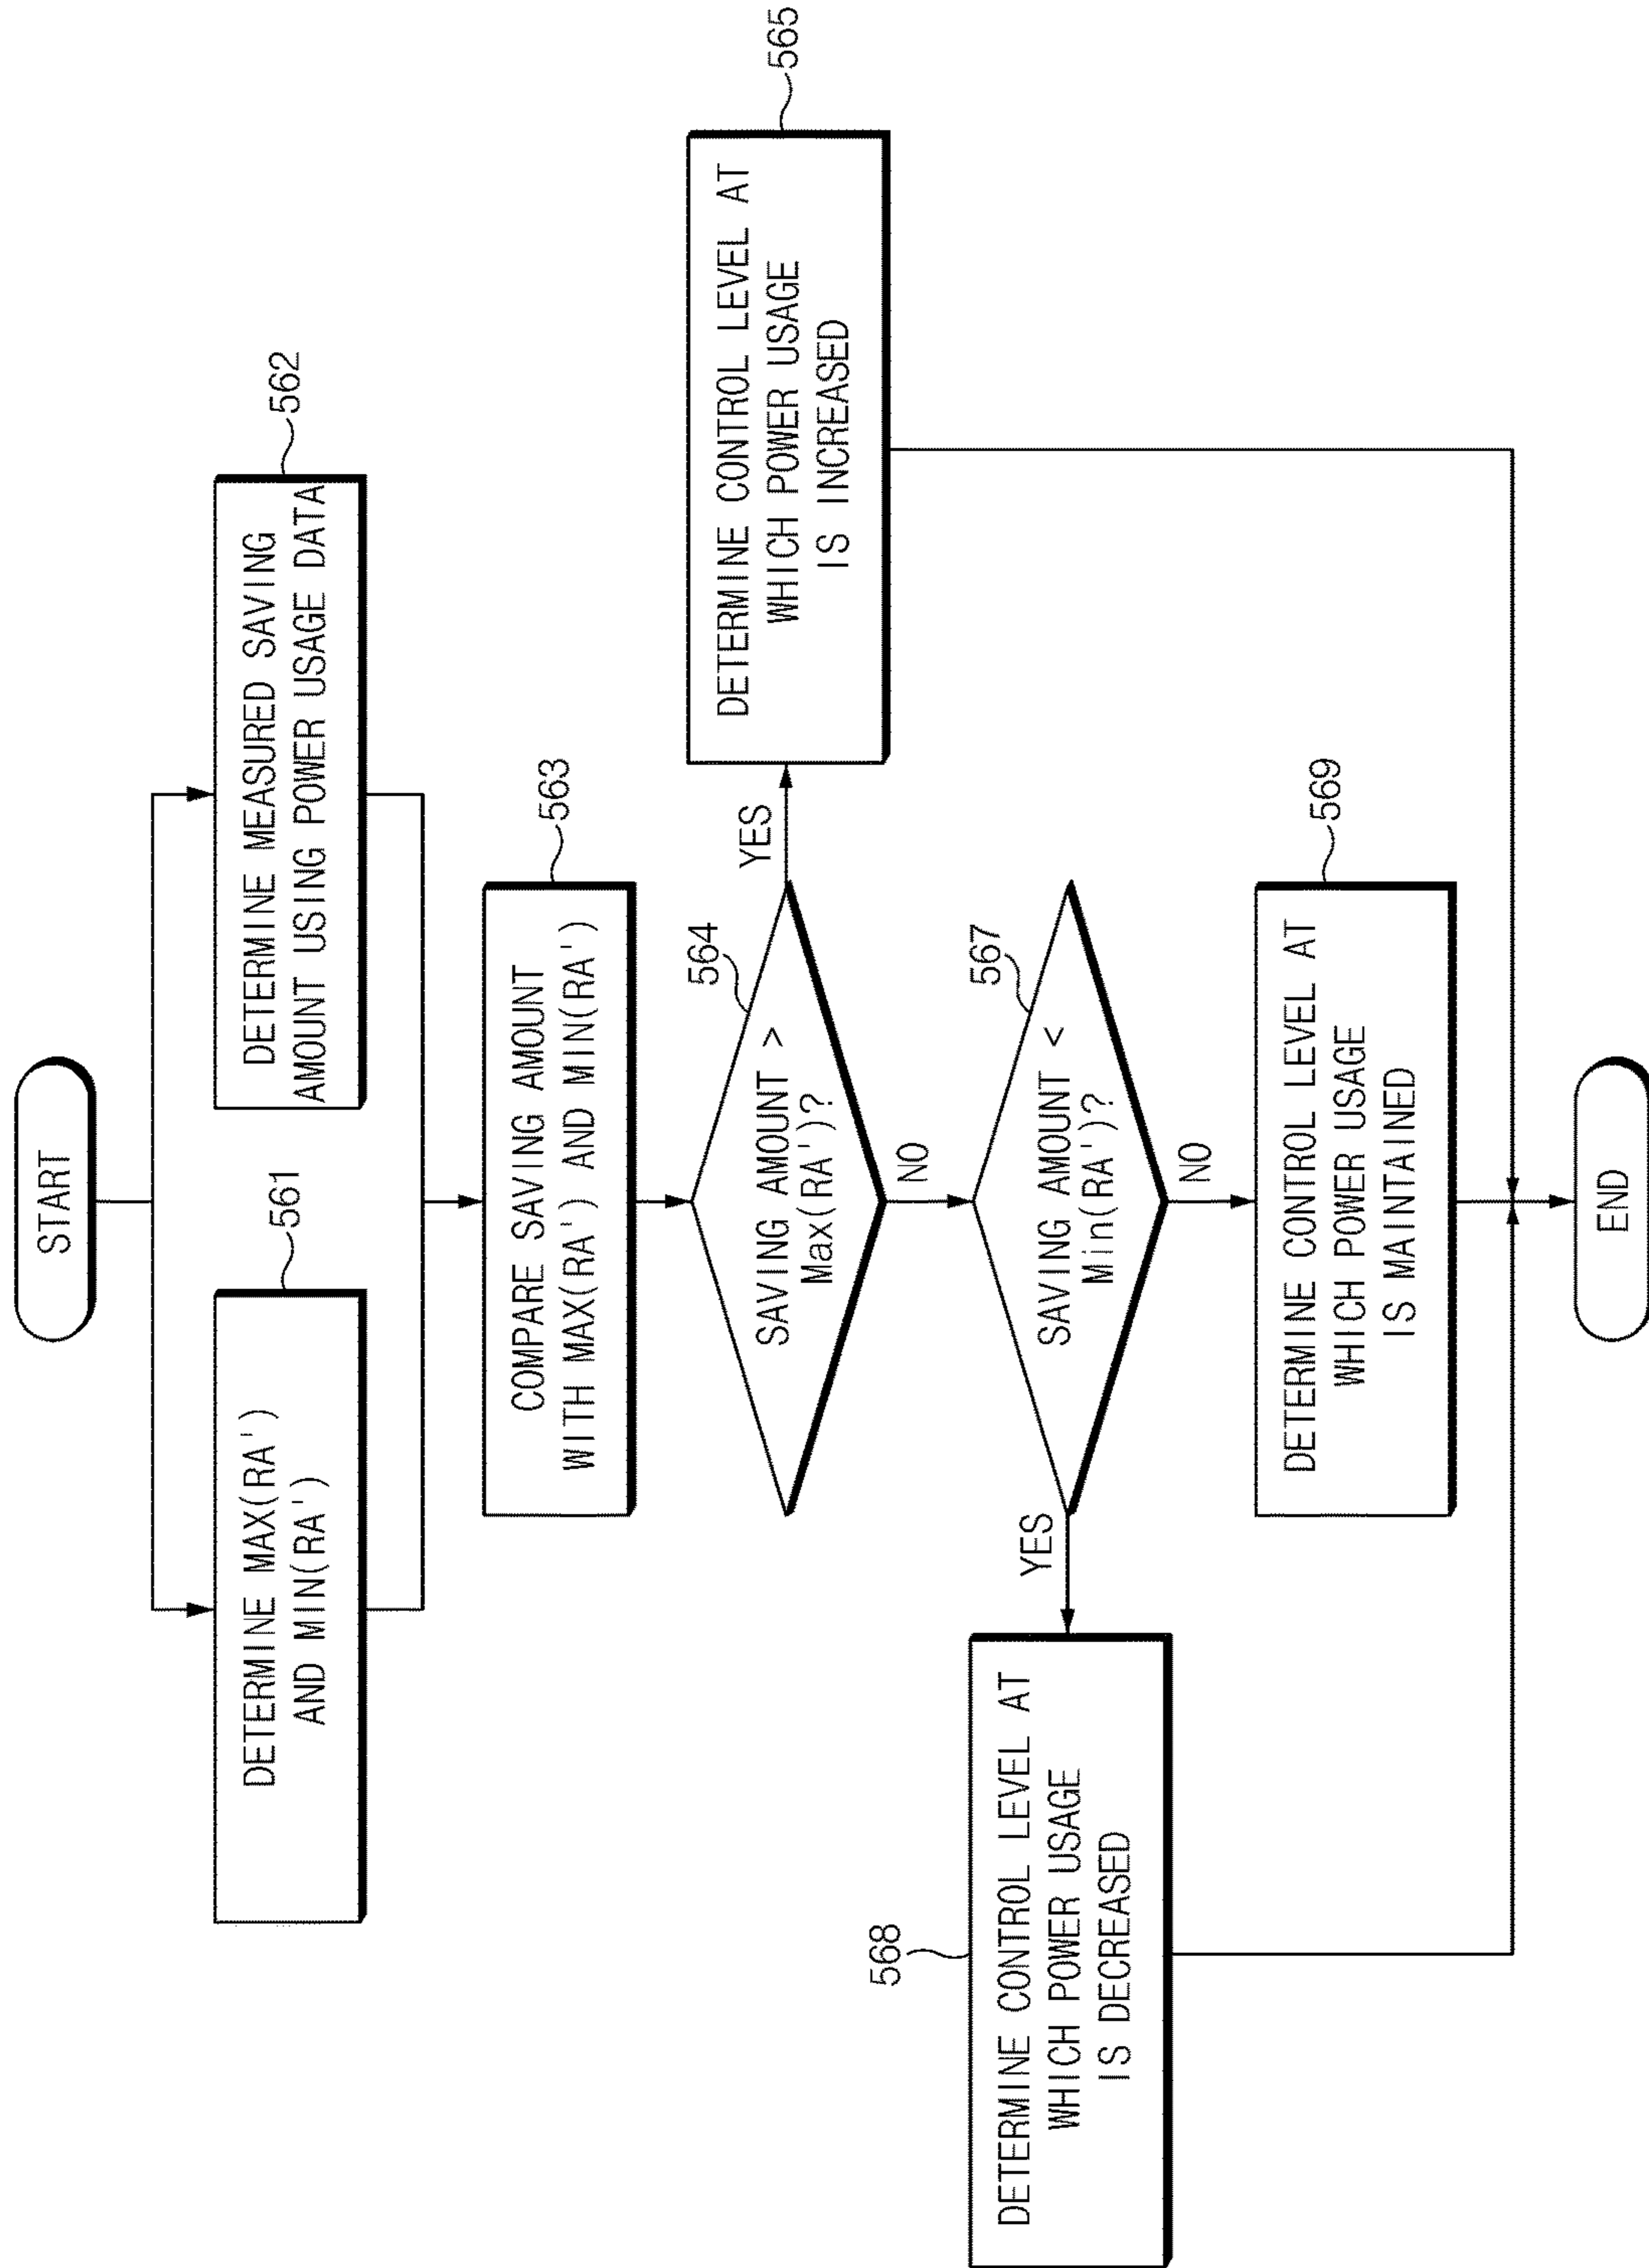 START
DETERMINE MAX(RA')
AND MIN(RA')
561
DETERMINE MEASURED SAVING
AMOUNT USING POWER USAGE DATA
562
COMPARE SAVING AMOUNT
WITH MAX(RA') AND MIN(RA')
563
SAVING AMOUNT >
Max(RA')?
564
YES
NO
DETERMINE CONTROL LEVEL AT
WHICH POWER USAGE
IS INCREASED
565
SAVING AMOUNT <
Min(RA')?
567
YES
NO
568
DETERMINE CONTROL LEVEL AT
WHICH POWER USAGE
IS DECREASED
DETERMINE CONTROL LEVEL AT
WHICH POWER USAGE
IS MAINTAINED
569
END